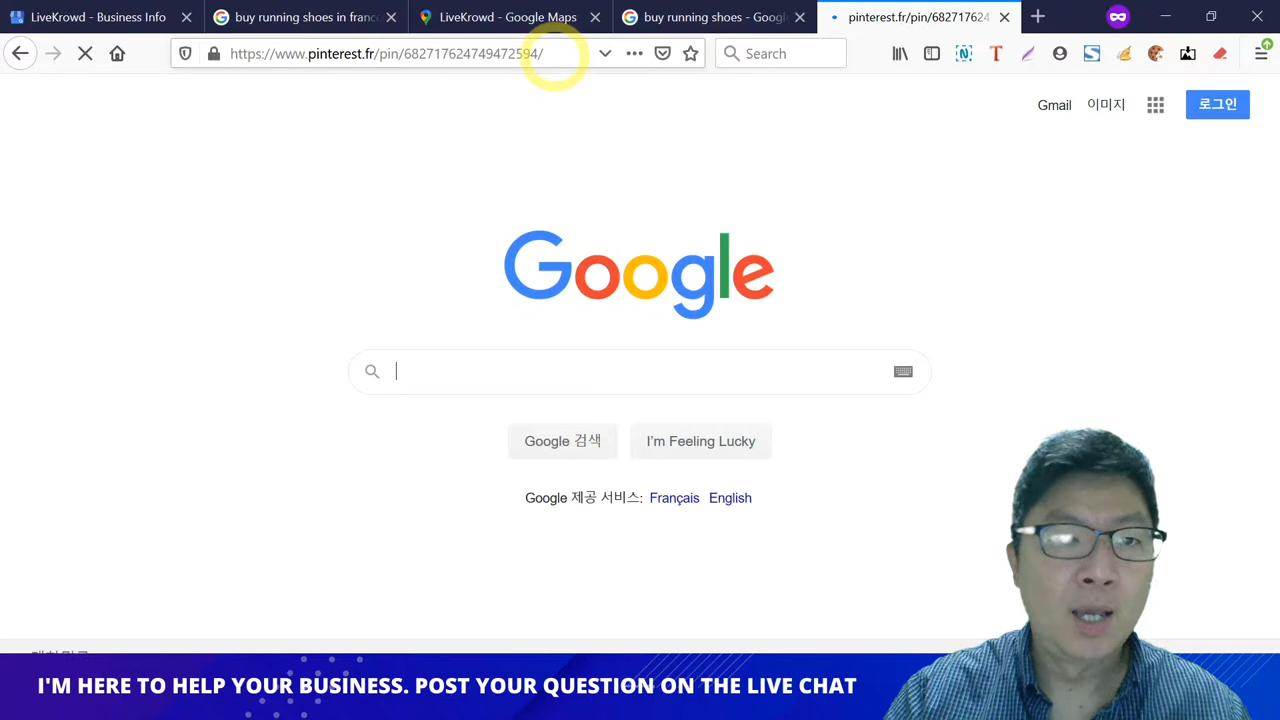 LiveKrowd - Business Info
buy running shoes in franc
LiveKrowd - Google Maps
buy running shoes - Goog
pinterest.fr/pin/682717624
https://www.pinterest.fr/pin/682717624749472594/
Search
Gmail 이미지 로그인
Google
Google 검색
I'm Feeling Lucky
Google 제공 서비스: Français English
I'M HERE TO HELP YOUR BUSINESS. POST YOUR QUESTION ON THE LIVE CHAT